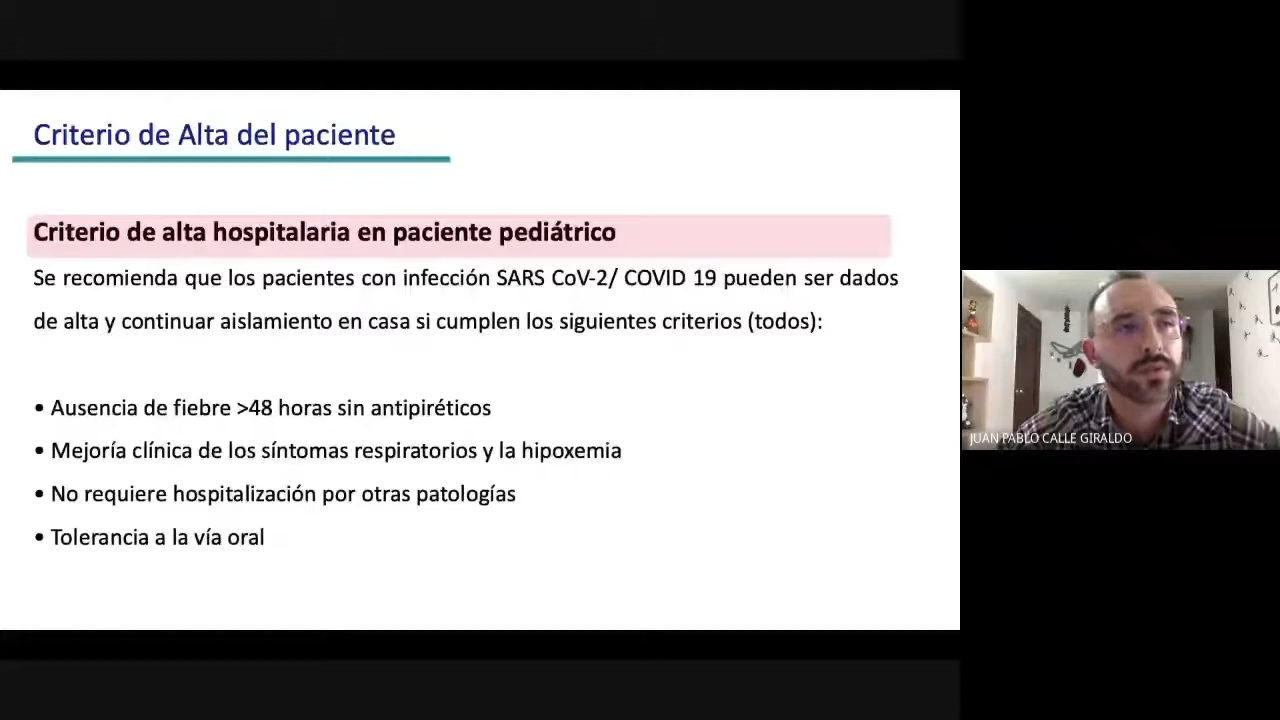 Criterio de Alta del paciente
Criterio de alta hospitalaria en paciente pediátrico
Se recomienda que los pacientes con infección SARS CoV-2/ COVID 19 pueden ser dados
de alta y continuar aislamiento en casa si cumplen los siguientes criterios (todos):
• Ausencia de fiebre >48 horas sin antipiréticos
• Mejoría clínica de los síntomas respiratorios y la hipoxemia
• No requiere hospitalización por otras patologías
• Tolerancia a la vía oral
JUAN PABLO CALLE GIRALDO